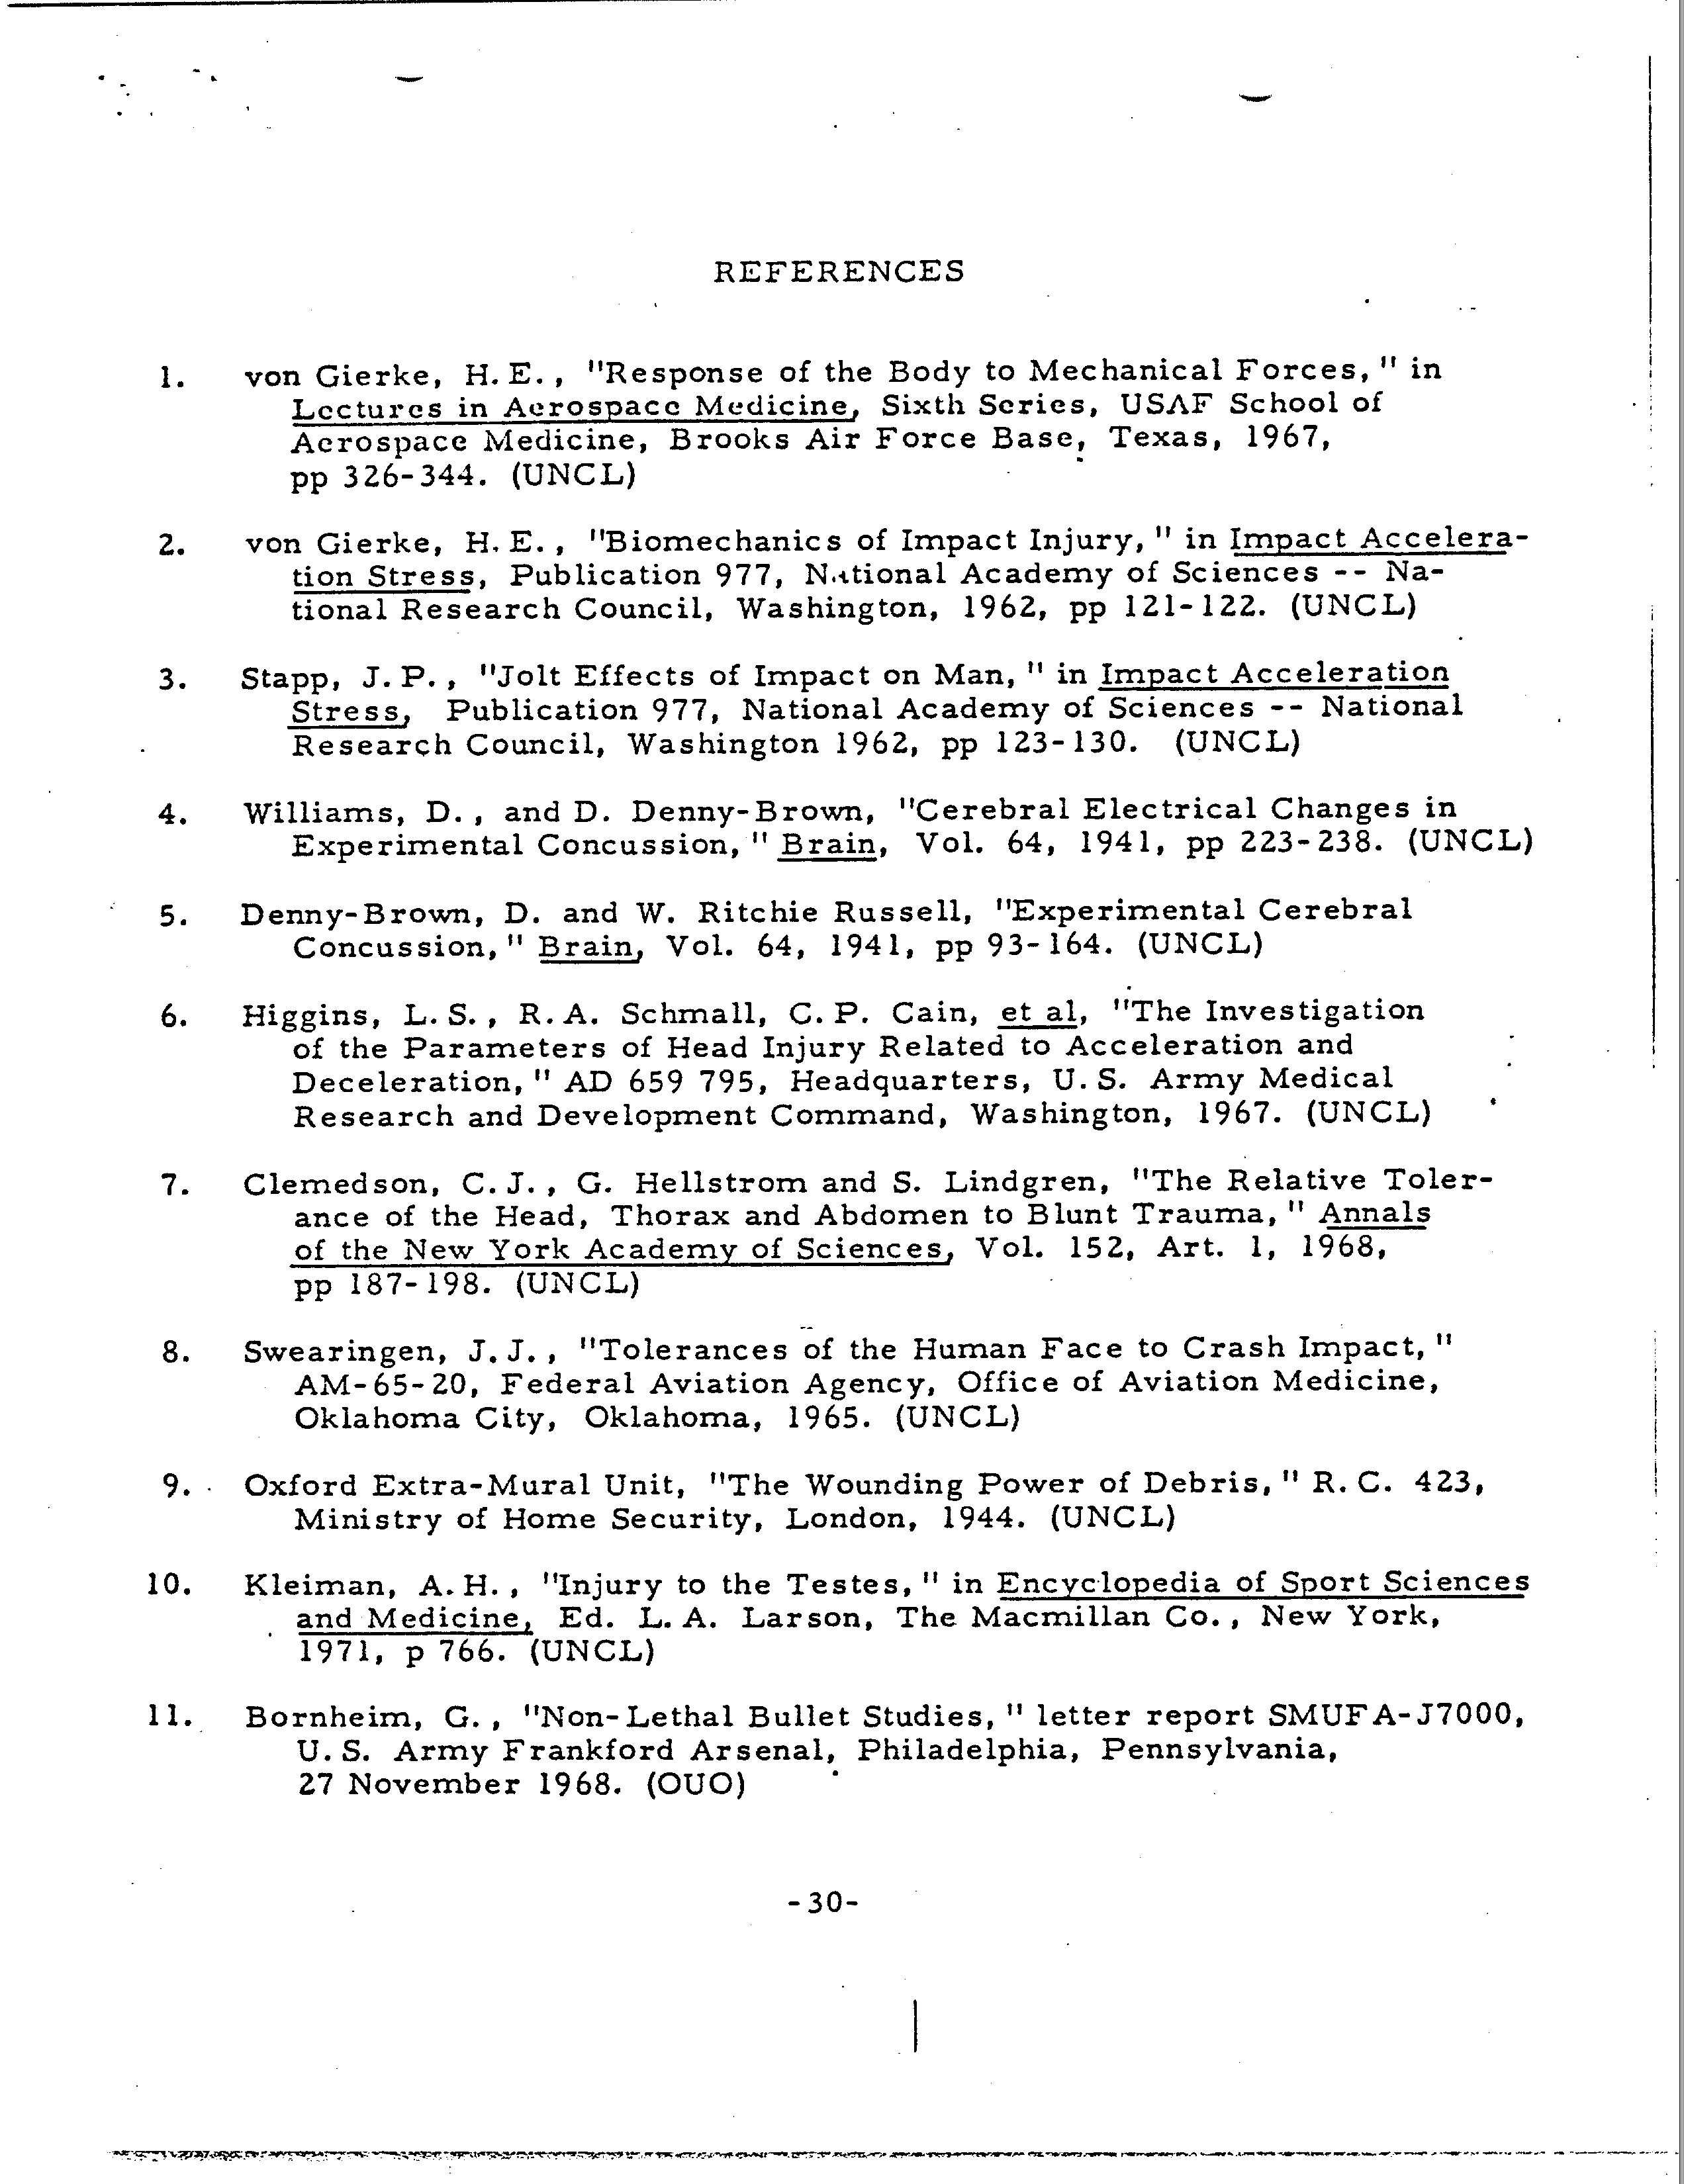 REFERENCES
1. von Gierke, H. E., "Response of the Body to Mechanical Forces," in
Lectures in Aerospace Medicine, Sixth Series, USAF School of
Aerospace Medicine, Brooks Air Force Base, Texas, 1967,
pp 326-344. (UNCL)
2. von Gierke, H. E., "Biomechanics of Impact Injury," in Impact Accelera-
tion Stress, Publication 977, National Academy of Sciences -- Na-
tional Research Council, Washington, 1962, pp 121-122. (UNCL)
3. Stapp, J. P., "Jolt Effects of Impact on Man," in Impact Acceleration
Stress, Publication 977, National Academy of Sciences -- National
Research Council, Washington 1962, pp 123-130. (UNCL)
4. Williams, D., and D. Denny-Brown, "Cerebral Electrical Changes in
Experimental Concussion," Brain, Vol. 64, 1941, pp 223-238. (UNCL)
5. Denny-Brown, D. and W. Ritchie Russell, "Experimental Cerebral
Concussion," Brain, Vol. 64, 1941, pp 93-164. (UNCL)
6. Higgins, L. S., R. A. Schmall, C. P. Cain, et al, "The Investigation
of the Parameters of Head Injury Related to Acceleration and
Deceleration," AD 659 795, Headquarters, U. S. Army Medical
Research and Development Command, Washington, 1967. (UNCL)
7. Clemedson, C. J., G. Hellstrom and S. Lindgren, "The Relative Toler-
ance of the Head, Thorax and Abdomen to Blunt Trauma," Annals
of the New York Academy of Sciences, Vol. 152, Art. 1, 1968,
pp 187-198. (UNCL)
8. Swearingen, J. J., "Tolerances of the Human Face to Crash Impact,"
AM-65-20, Federal Aviation Agency, Office of Aviation Medicine,
Oklahoma City, Oklahoma, 1965. (UNCL)
9. Oxford Extra-Mural Unit, "The Wounding Power of Debris," R. C. 423,
Ministry of Home Security, London, 1944. (UNCL)
10. Kleiman, A. H., "Injury to the Testes," in Encyclopedia of Sport Sciences
and Medicine, Ed. L. A. Larson, The Macmillan Co., New York,
1971, p 766. (UNCL)
11. Bornheim, G., "Non-Lethal Bullet Studies," letter report SMUFA-J7000,
U. S. Army Frankford Arsenal, Philadelphia, Pennsylvania,
27 November 1968. (OUO)
-30-